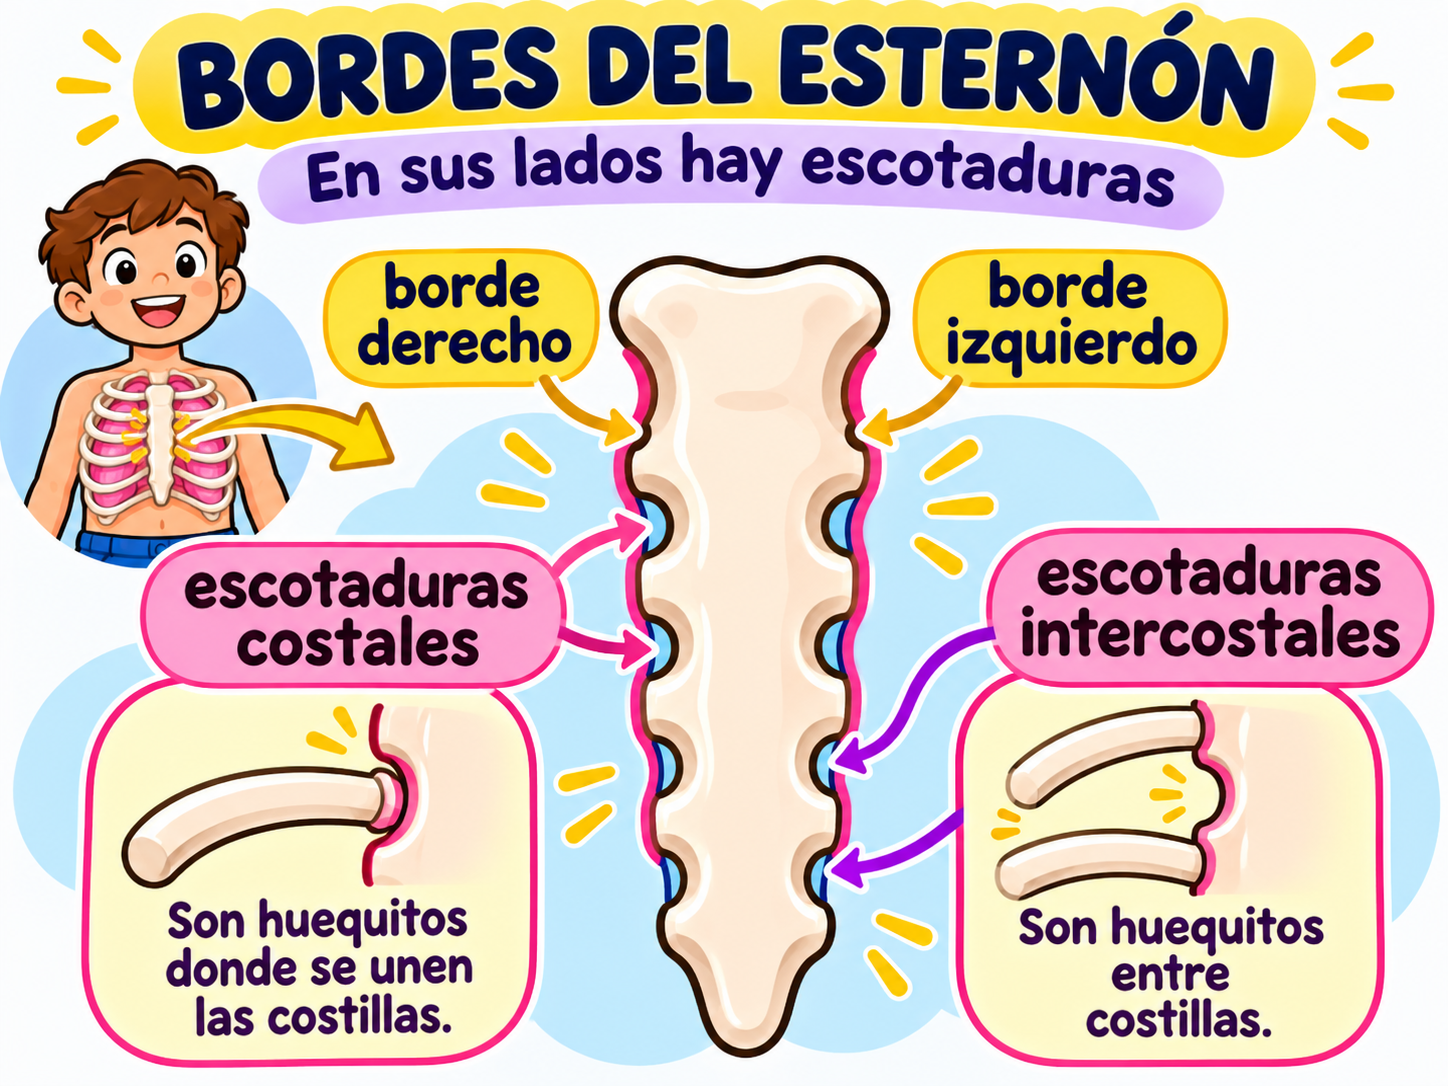 BORDES DEL ESTERNÓN
En sus lados hay escotaduras
borde
derecho
borde
izquierdo
escotaduras
costales
escotaduras
intercostales
Son huequitos
donde se unen
las costillas.
Son huequitos
entre
costillas.